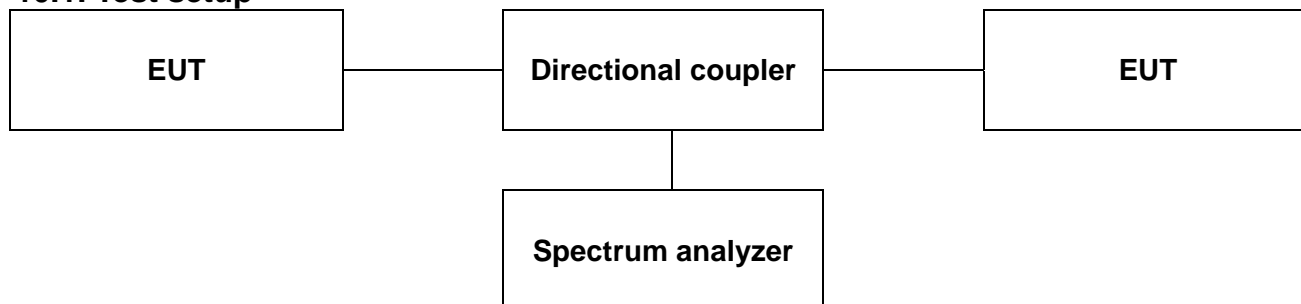 Test setup
EUT
Directional coupler
EUT
Spectrum analyzer